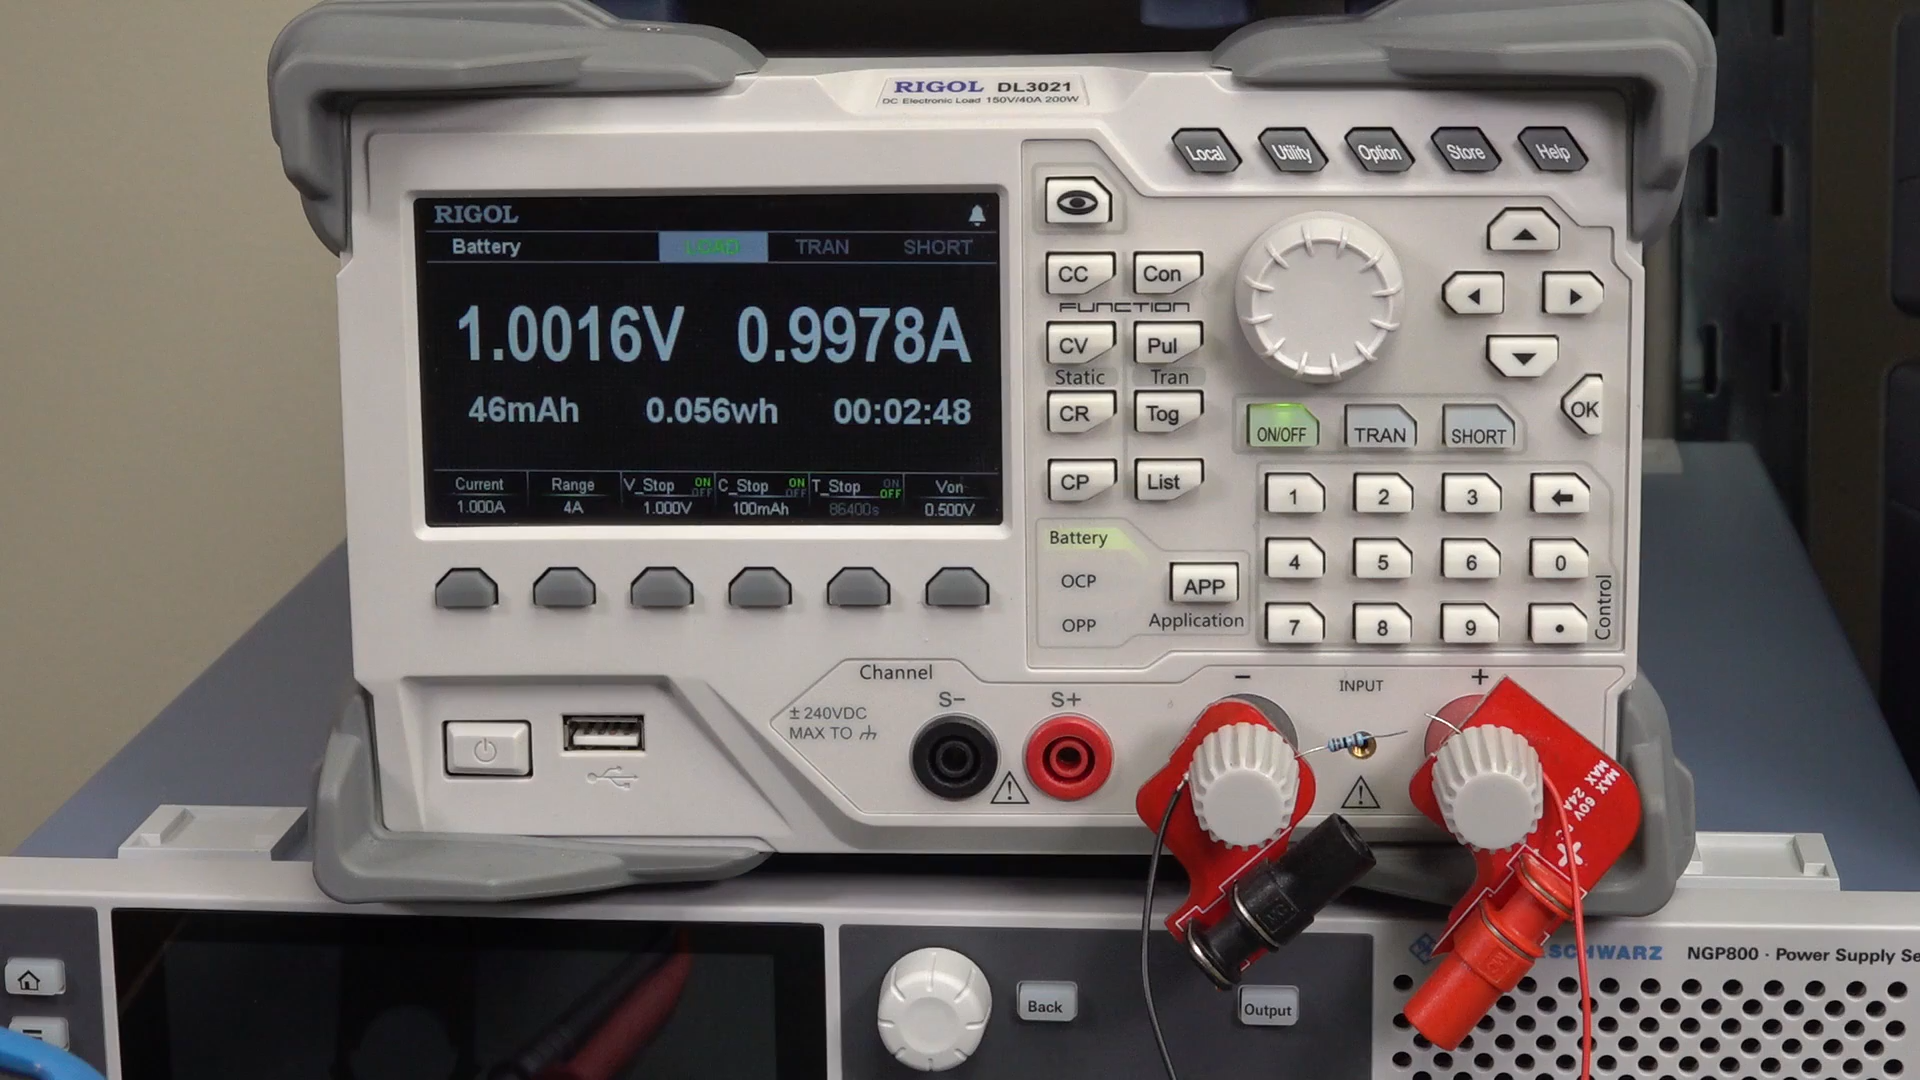 RIGOL DL3021
DC Electronic Load 150V/40A 200W
Local Utility Option Store Help
RIGOL
Battery LOAD TRAN SHORT
1.0016V 0.9978A
46mAh 0.056wh 00:02:48
Current Range V_Stop ON OFF C_Stop ON OFF T_Stop ON OFF Von
1.000A 4A 1.000V 100mAh 86400s 0.500V
CC Con
FUNCTION
CV Pul
Static Tran
CR Tog
CP List
OK
ON/OFF TRAN SHORT
1 2 3
4 5 6 0
7 8 9 .
Control
Battery
OCP
OPP
APP
Application
Channel
S- S+
± 240VDC
MAX TO
- INPUT +
MAX 60V
MAX 24A
SCHWARZ NGP800 · Power Supply Se
Back
Output